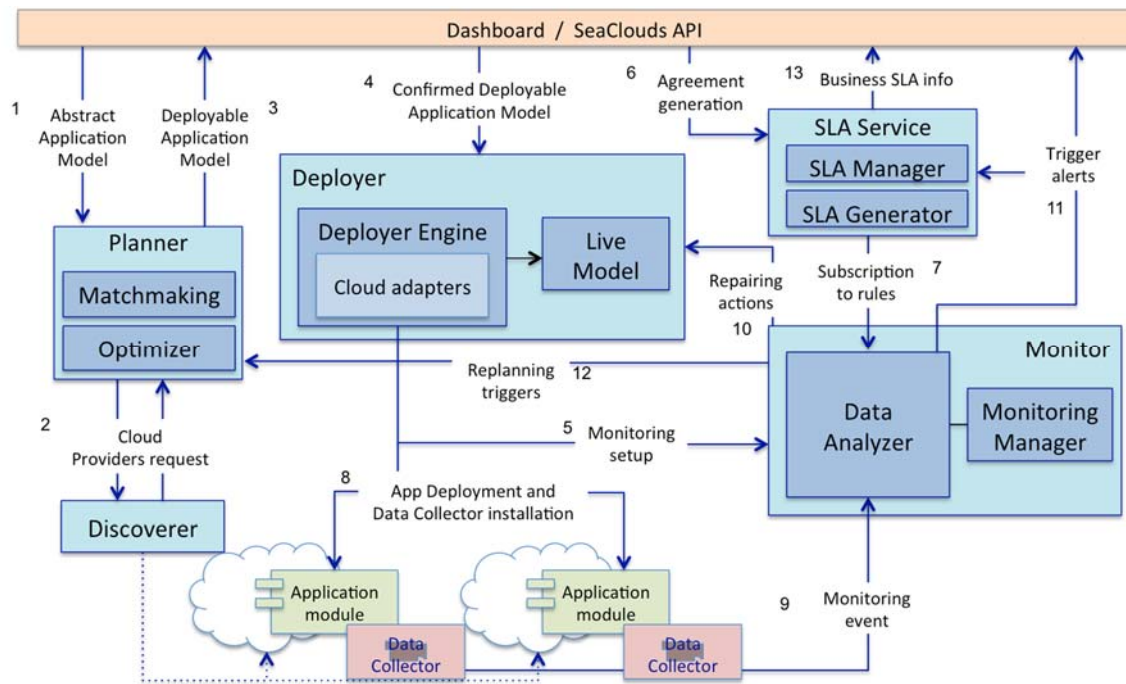 Dashboard / SeaClouds API
1
Abstract
Application
Model
Deployable
Application
Model
3
4
Confirmed Deployable
Application Model
6
Agreement
generation
13
Business SLA info
SLA Service
SLA Manager
SLA Generator
Trigger
alerts
11
Deployer
Deployer Engine
Cloud adapters
Live
Model
Planner
Matchmaking
Optimizer
Repairing
actions
10
Subscription
to rules
7
Replanning
triggers
12
Monitor
Data
Analyzer
Monitoring
Manager
2
Cloud
Providers request
5
Monitoring
setup
Discoverer
8
App Deployment and
Data Collector installation
Application
module
Data
Collector
Application
module
Data
Collector
9
Monitoring
event